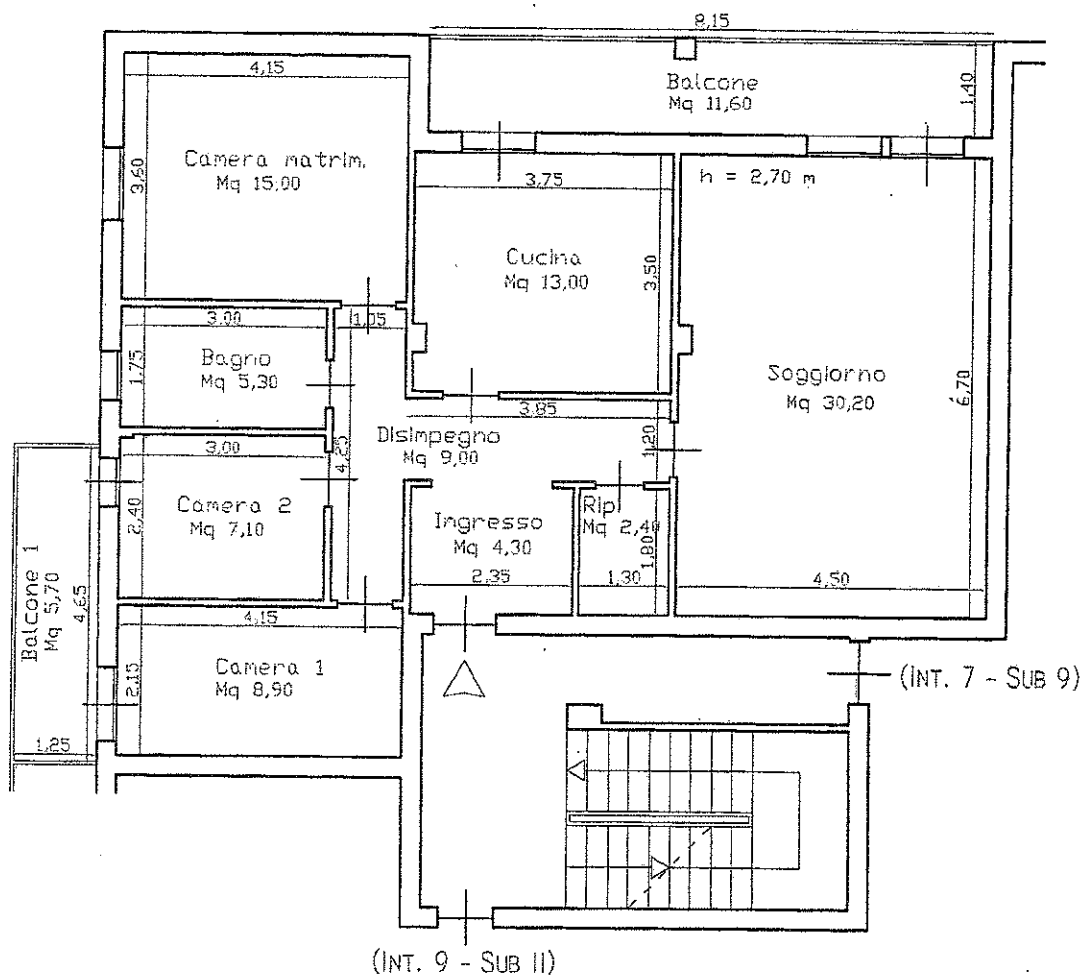 8,15
4,15
Balcone
Mq 11,60
1,40
Camera matrim.
Mq 15,00
3,60
3,75
h = 2,70 m
Cucina
Mq 13,00
3,50
3,00
1,05
Bagno
Mq 5,30
1,75
Soggiorno
Mq 30,20
6,70
3,85
Disimpegno
Mq 9,00
1,20
3,00
4,25
Camera 2
Mq 7,10
2,40
Ingresso
Mq 4,30
Rip.
Mq 2,40
1,80
2,35
1,30
4,50
Balcone 1
Mq 5,70
4,65
4,15
Camera 1
Mq 8,90
2,15
1,25
(INT. 7 - SUB 9)
(INT. 9 - SUB 11)